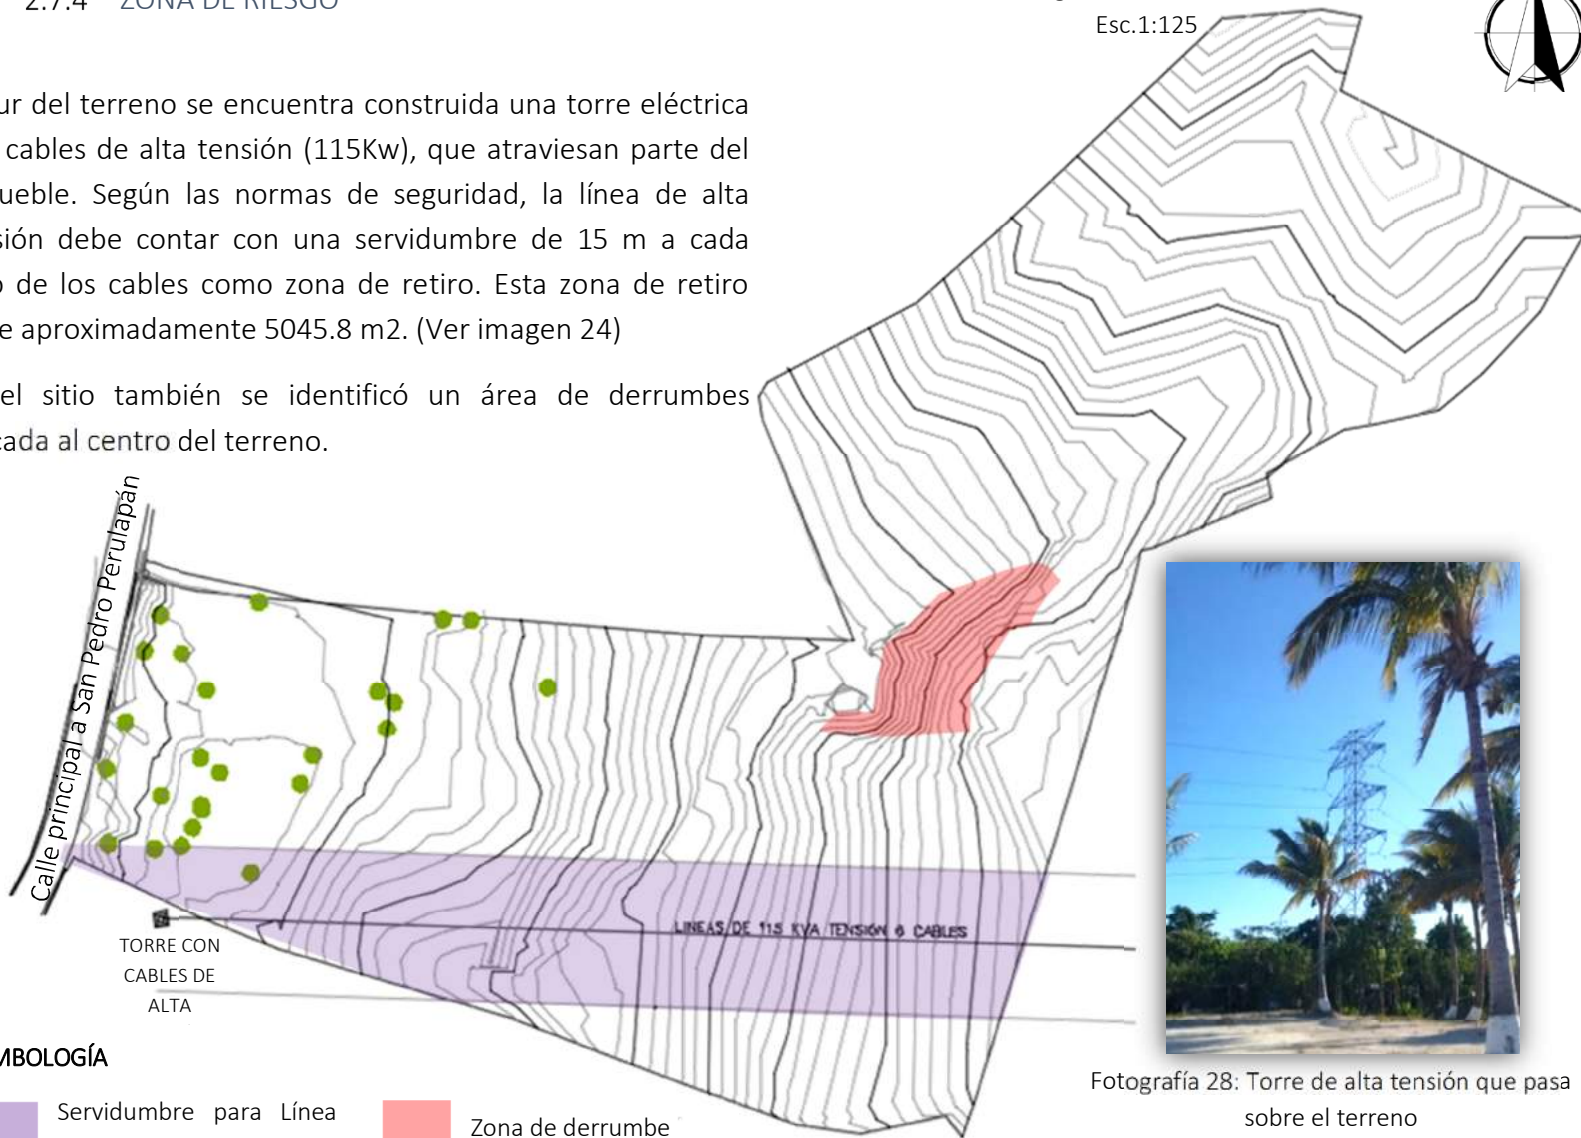 2.7.4 ZONA DE RIESGO
Esc.1:125
ur del terreno se encuentra construida una torre eléctrica
cables de alta tensión (115Kw), que atraviesan parte del
ueble. Según las normas de seguridad, la línea de alta
sión debe contar con una servidumbre de 15 m a cada
o de los cables como zona de retiro. Esta zona de retiro
e aproximadamente 5045.8 m2. (Ver imagen 24)
el sitio también se identificó un área de derrumbes
cada al centro del terreno.
Calle principal a San Pedro Perulapán
LINEAS DE 115 KVA TENSIÓN 6 CABLES
TORRE CON
CABLES DE
ALTA
MBOLOGÍA
Servidumbre para Línea
Zona de derrumbe
Fotografía 28: Torre de alta tensión que pasa
sobre el terreno